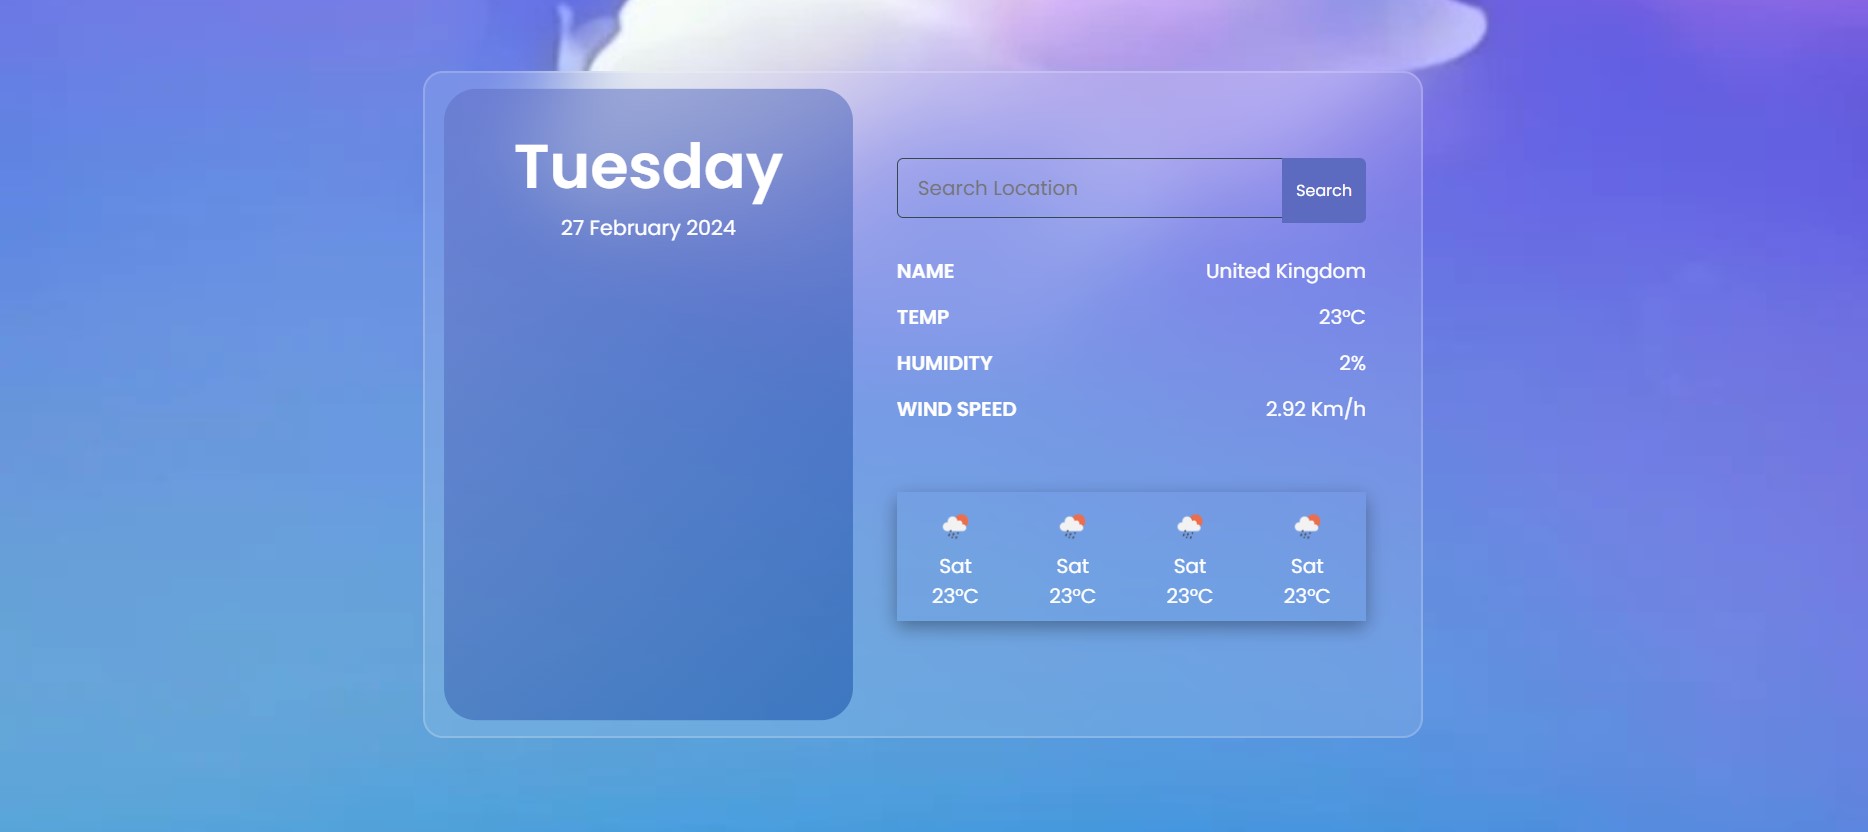 Tuesday
27 February 2024
Search Location
Search
NAME United Kingdom
TEMP 23°C
HUMIDITY 2%
WIND SPEED 2.92 Km/h
Sat Sat Sat Sat
23°C 23°C 23°C 23°C